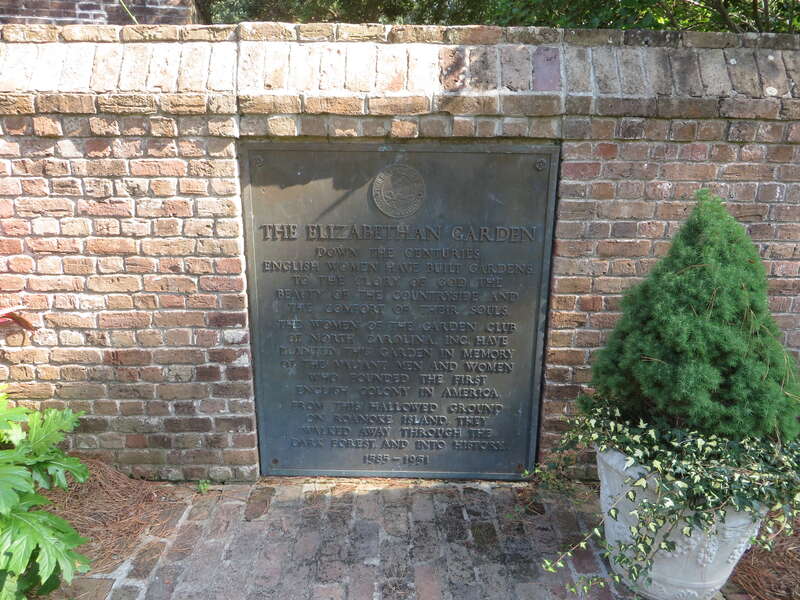 THE ELIZABETHAN GARDEN
DOWN THE CENTURIES
ENGLISH WOMEN HAVE BUILT GARDENS
TO THE GLORY OF GOD, THE
BEAUTY OF THE COUNTRYSIDE AND
THE COMFORT OF THEIR SOULS.
THE WOMEN OF THE GARDEN CLUB
OF NORTH CAROLINA, INC. HAVE
PLANTED THIS GARDEN IN MEMORY
OF THE VALIANT MEN AND WOMEN
WHO FOUNDED THE FIRST
ENGLISH COLONY IN AMERICA.
FROM THIS HALLOWED GROUND
ON ROANOKE ISLAND THEY
WALKED AWAY THROUGH THE
DARK FOREST AND INTO HISTORY.
1585-1951